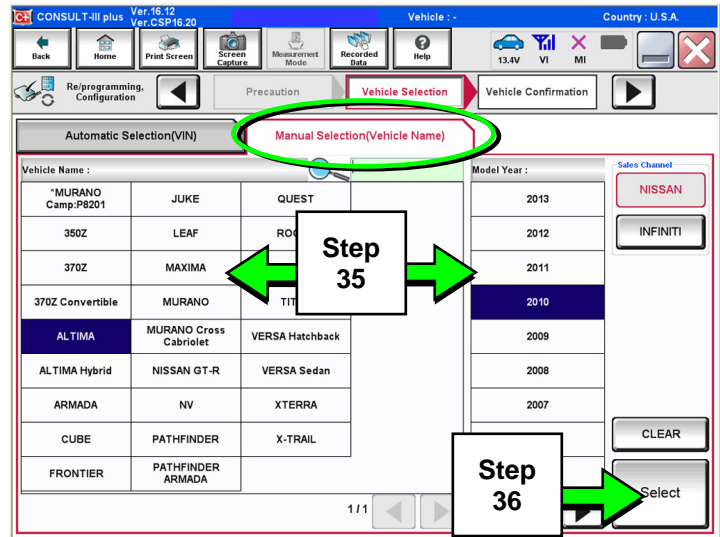 C+ CONSULT-III plus Ver.16.12
Ver.CSP16.20
Vehicle : -
Country : U.S.A.
Back
Home
Print Screen
Screen
Capture
Measurement
Mode
Recorded
Data
Help
13.4V
VI
MI
Re/programming,
Configuration
Precaution
Vehicle Selection
Vehicle Confirmation
Automatic Selection(VIN)
Manual Selection(Vehicle Name)
Vehicle Name :
Model Year :
Sales Channel
*MURANO
Camp:P8201
JUKE
QUEST
2013
NISSAN
350Z
LEAF
2012
INFINITI
370Z
MAXIMA
2011
370Z Convertible
MURANO
2010
ALTIMA
MURANO Cross
Cabriolet
VERSA Hatchback
2009
ALTIMA Hybrid
NISSAN GT-R
VERSA Sedan
2008
ARMADA
NV
XTERRA
2007
CUBE
PATHFINDER
X-TRAIL
CLEAR
FRONTIER
PATHFINDER
ARMADA
Select
1/1
Step
35
Step
36